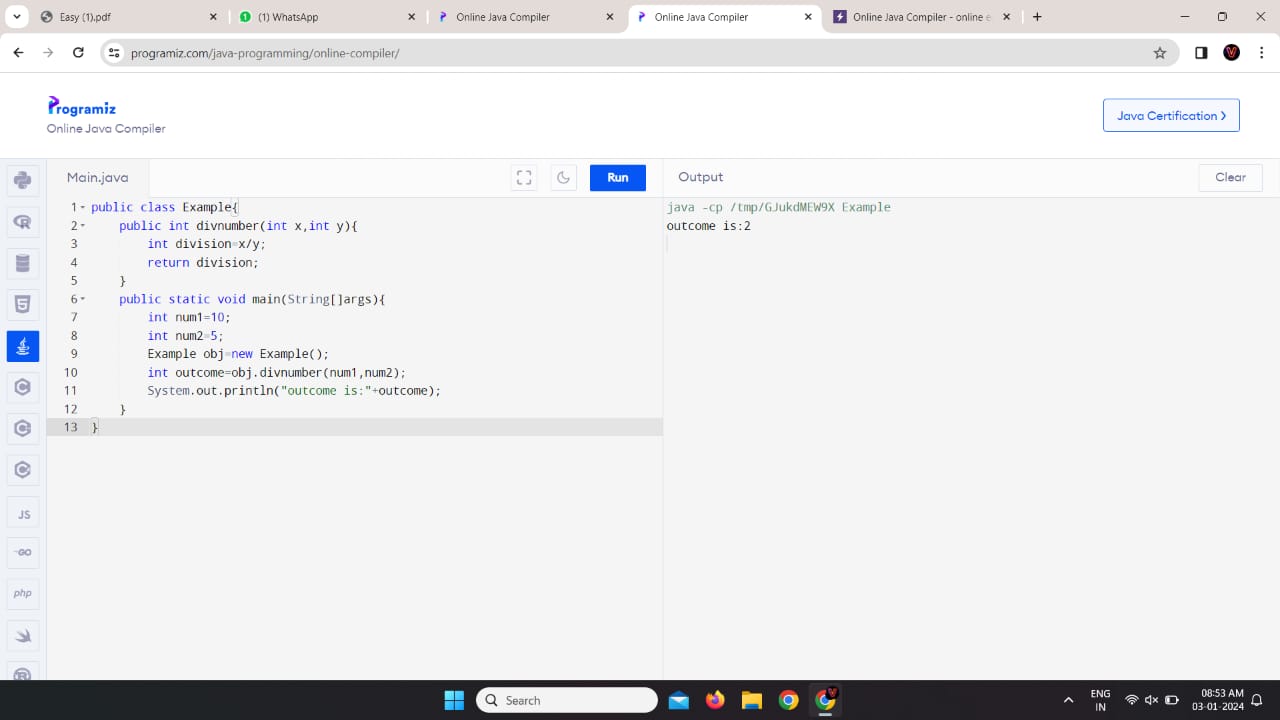 Easy (1).pdf
(1) WhatsApp
Online Java Compiler
Online Java Compiler
Online Java Compiler - online e
programiz.com/java-programming/online-compiler/
Programiz
Online Java Compiler
Java Certification >
Main.java
Run
Output
Clear
1 public class Example{
2 public int divnumber(int x,int y){
3 int division=x/y;
4 return division;
5 }
6 public static void main(String[]args){
7 int num1=10;
8 int num2=5;
9 Example obj=new Example();
10 int outcome=obj.divnumber(num1,num2);
11 System.out.println("outcome is:"+outcome);
12 }
13 }
java -cp /tmp/GJukdMEW9X Example
outcome is:2
JS
GO
php
Search
ENG
IN
08:53 AM
03-01-2024